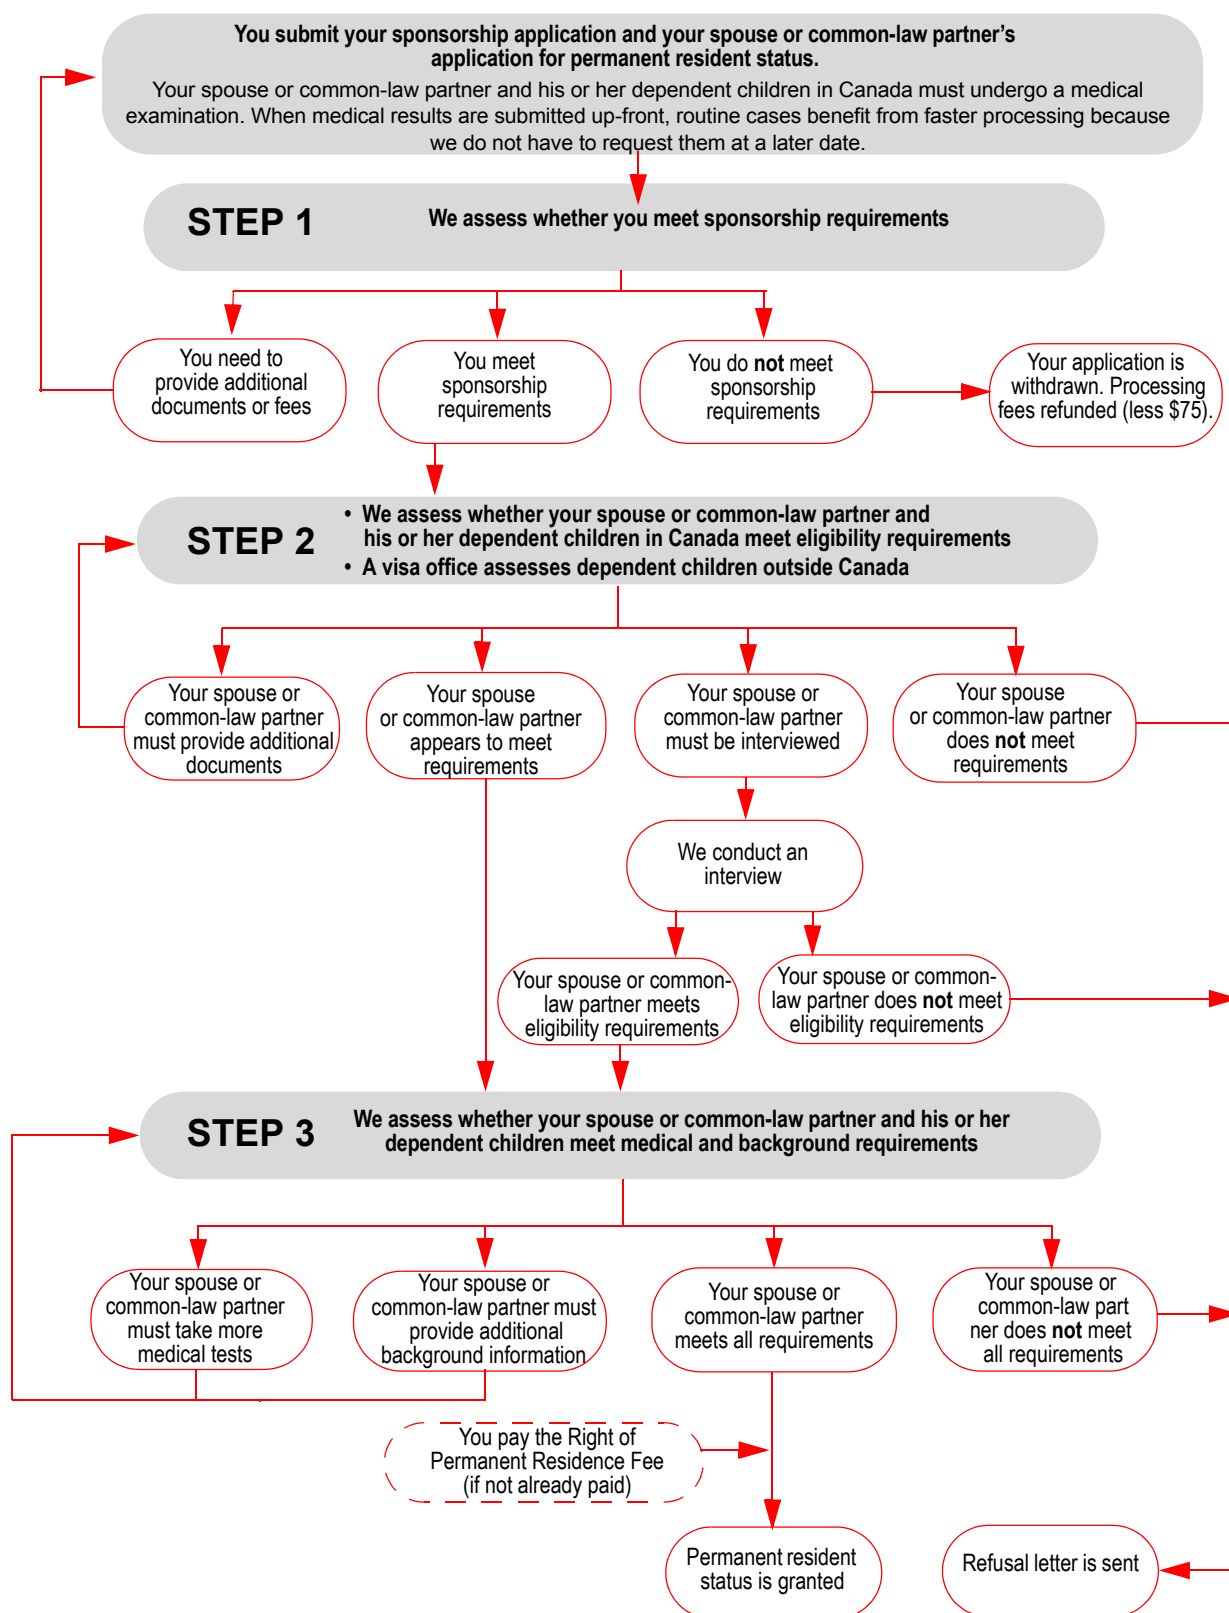 You submit your sponsorship application and your spouse or common-law partner's
application for permanent resident status.
Your spouse or common-law partner and his or her dependent children in Canada must undergo a medical
examination. When medical results are submitted up-front, routine cases benefit from faster processing because
we do not have to request them at a later date.
STEP 1
We assess whether you meet sponsorship requirements
You need to
provide additional
documents or fees
You meet
sponsorship
requirements
You do not meet
sponsorship
requirements
Your application is
withdrawn. Processing
fees refunded (less $75).
STEP 2
• We assess whether your spouse or common-law partner and
his or her dependent children in Canada meet eligibility requirements
• A visa office assesses dependent children outside Canada
Your spouse or
common-law partner
must provide additional
documents
Your spouse
or common-law partner
appears to meet
requirements
Your spouse or
common-law partner
must be interviewed
Your spouse
or common-law partner
does not meet
requirements
We conduct an
interview
Your spouse or common-
law partner meets
eligibility requirements
Your spouse or common-
law partner does not meet
eligibility requirements
STEP 3
We assess whether your spouse or common-law partner and his or her
dependent children meet medical and background requirements
Your spouse or
common-law partner
must take more
medical tests
Your spouse or
common-law partner must
provide additional
background information
Your spouse or
common-law partner
meets all requirements
Your spouse or
common-law part
ner does not meet
all requirements
You pay the Right of
Permanent Residence Fee
(if not already paid)
Permanent resident
status is granted
Refusal letter is sent